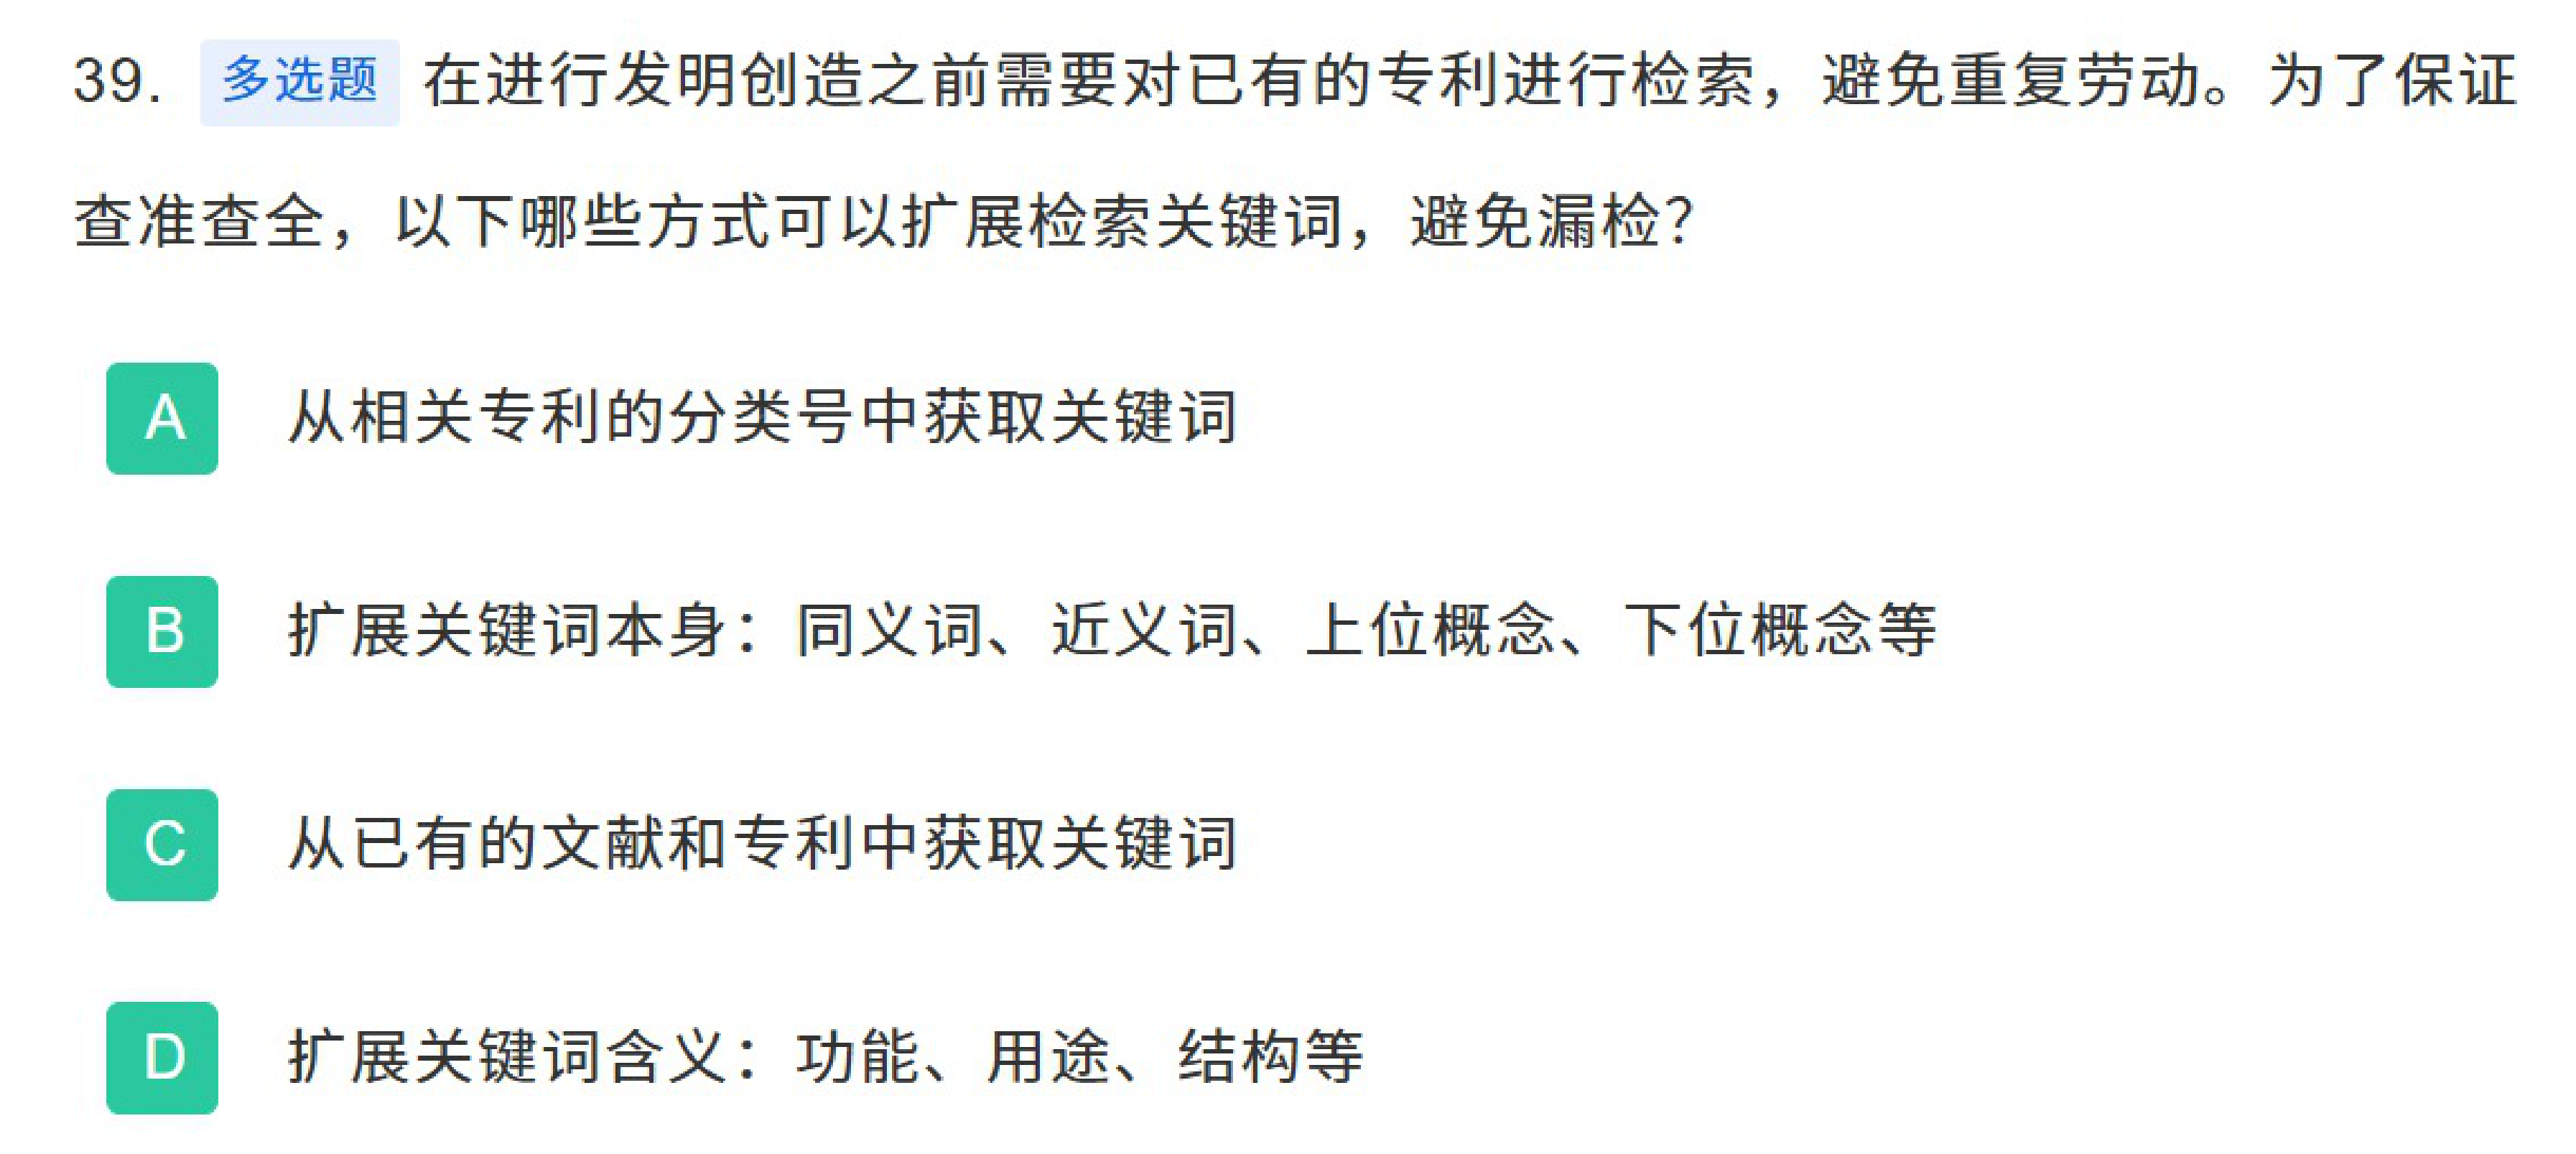 39. 多选题 在进行发明创造之前需要对已有的专利进行检索，避免重复劳动。为了保证
查准查全，以下哪些方式可以扩展检索关键词，避免漏检？
A 从相关专利的分类号中获取关键词
B 扩展关键词本身：同义词、近义词、上位概念、下位概念等
C 从已有的文献和专利中获取关键词
D 扩展关键词含义：功能、用途、结构等